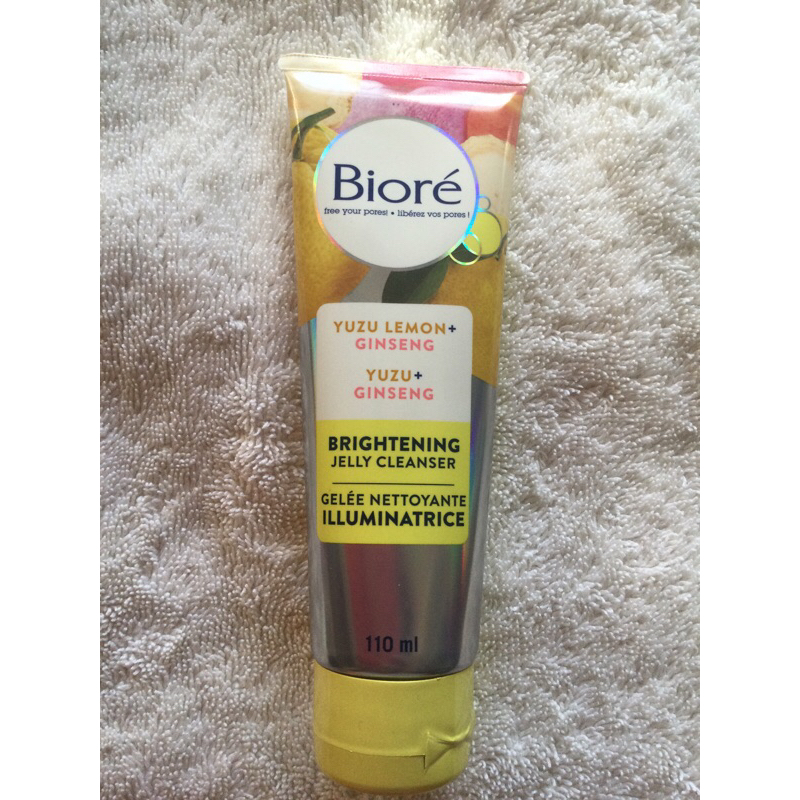 Bioré
free your pores! • libérez vos pores!
YUZU LEMON+
GINSENG
YUZU+
GINSENG
BRIGHTENING
JELLY CLEANSER
GELÉE NETTOYANTE
ILLUMINATRICE
110 ml